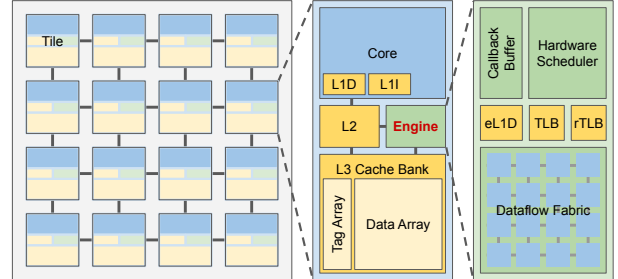 Tile
Core
L1D
L1I
L2
Engine
L3 Cache Bank
Tag Array
Data Array
Callback
Buffer
Hardware
Scheduler
eL1D
TLB
rTLB
Dataflow Fabric